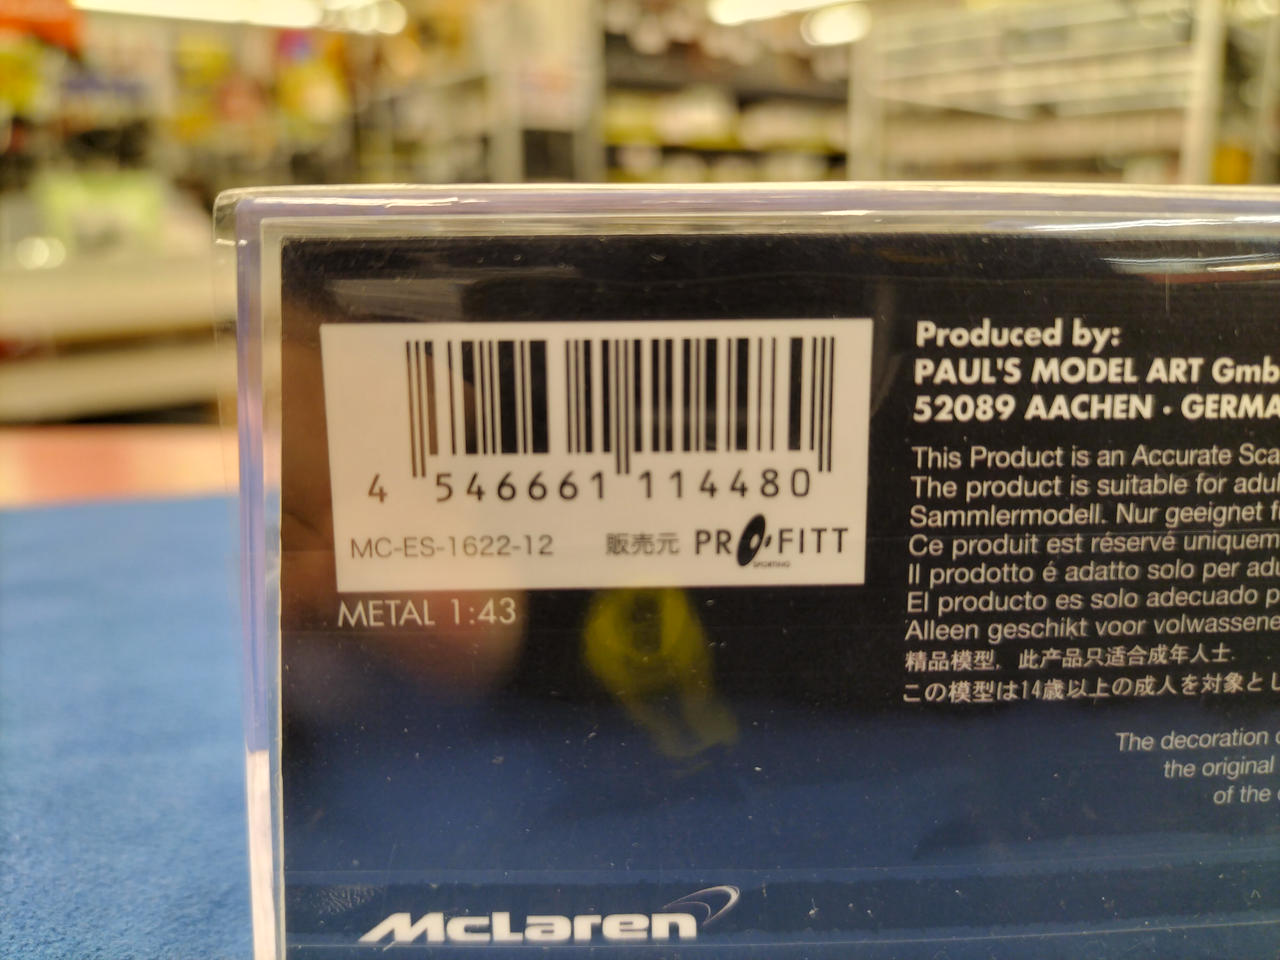 4 546661 114480
MC-ES-1622-12 販売元 PROFITT
SPORTING
METAL 1:43
Produced by:
PAUL'S MODEL ART Gmb
52089 AACHEN · GERMA
This Product is an Accurate Sca
The product is suitable for adul
Sammlermodell. Nur geeignet f
Ce produit est réservé uniquem
Il prodotto é adatto solo per adu
El producto es solo adecuado p
Alleen geschikt voor volwassene
精品模型, 此产品只适合成年人士.
この模型は14歳以上の成人を対象とし
The decoration
the original
of the
McLaren